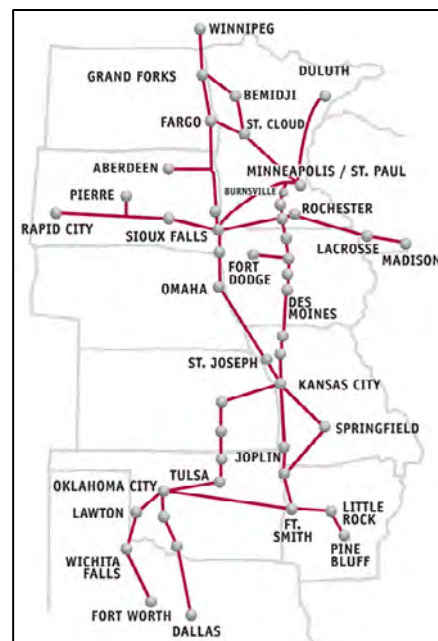 WINNIPEG
DULUTH
GRAND FORKS
BEMIDJI
FARGO
ST. CLOUD
MINNEAPOLIS / ST. PAUL
ABERDEEN
BURNSVILLE
PIERRE
ROCHESTER
RAPID CITY
SIOUX FALLS
LACROSSE
MADISON
FORT
DODGE
OMAHA
DES
MOINES
ST. JOSEPH
KANSAS CITY
SPRINGFIELD
JOPLIN
TULSA
OKLAHOMA CITY
LAWTON
LITTLE
ROCK
FT.
SMITH
PINE
BLUFF
WICHITA
FALLS
FORT WORTH
DALLAS